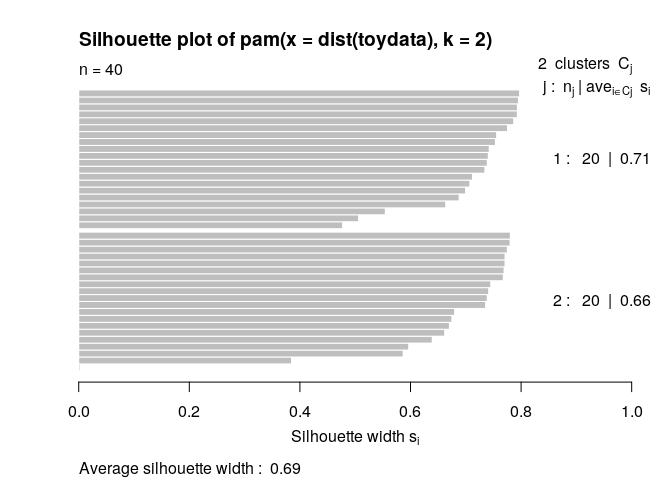 Silhouette plot of pam(x = dist(toydata), k = 2)
n = 40
2 clusters Cj
j : nj | ave i∈Cj si
1 : 20 | 0.71
2 : 20 | 0.66
0.0 0.2 0.4 0.6 0.8 1.0
Silhouette width si
Average silhouette width : 0.69